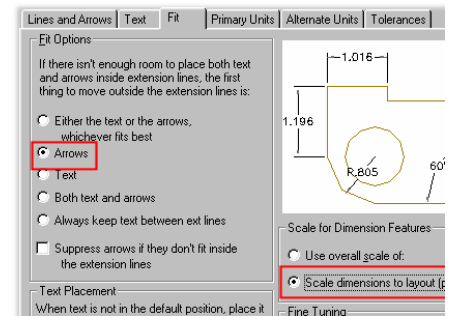 Lines and Arrows Text Fit Primary Units Alternate Units Tolerances
Fit Options
If there isn't enough room to place both text
and arrows inside extension lines, the first
thing to move outside the extension lines is:
Either the text or the arrows,
whichever fits best
Arrows
Text
Both text and arrows
Always keep text between ext lines
Suppress arrows if they don't fit inside
the extension lines
Text Placement
When text is not in the default position, place it
1.016
1.196
R.805
60°
Scale for Dimension Features
Use overall scale of:
Scale dimensions to layout (p
Fine Tuning